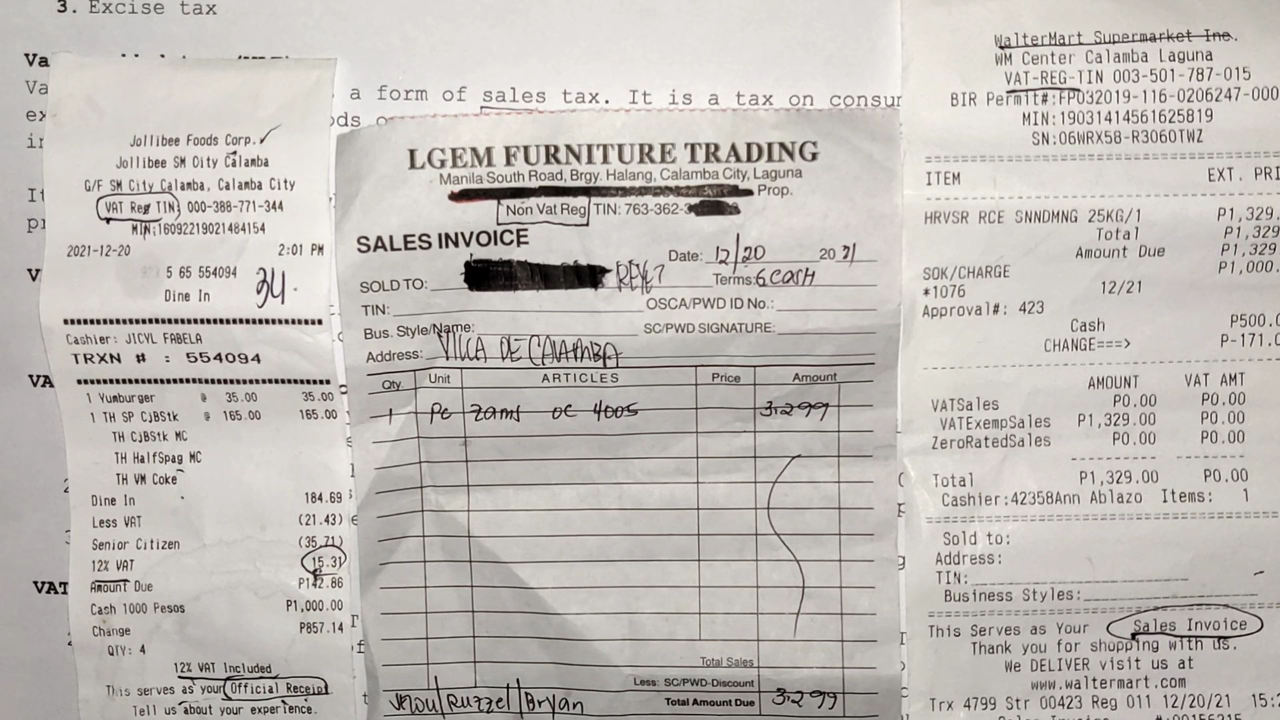 3. Excise tax
Va
Va a form of sales tax. It is a tax on consu
ex ds o
in
It
pr
V
VA
VAT
Jollibee Foods Corp.
Jollibee SM City Calamba
G/F SM City Calamba, Calamba City
VAT Reg TIN: 000-388-771-344
MIN:16092219021484154
2021-12-20 2:01 PM
5 65 554094
Dine In
34.
Cashier: JICYL FABELA
TRXN # : 554094
1 Yumburger @ 35.00 35.00
1 TH SP CjBStk @ 165.00 165.00
TH CjBStk MC
TH HalfSpag MC
TH VM Coke
Dine In 184.69
Less VAT (21.43)
Senior Citizen (35.71)
12% VAT 15.31
Amount Due P142.86
Cash 1000 Pesos P1,000.00
Change P857.14
QTY: 4
12% VAT Included
This serves as your Official Receipt
Tell us about your experience.
LGEM FURNITURE TRADING
Manila South Road, Brgy. Halang, Calamba City, Laguna
Prop.
Non Vat Reg TIN: 763-362-3
SALES INVOICE
Date: 12/20 20
SOLD TO: Terms:
TIN: OSCA/PWD ID No.:
Bus. Style/Name: SC/PWD SIGNATURE:
Address: VILLA DE CALAMBA
Qty. Unit ARTICLES Price Amount
1 Pc zams oc 4005 3,299
Total Sales
Less: SC/PWD-Discount
Total Amount Due 3,299
Ruzzel/Bryan
WalterMart Supermarket Inc.
WM Center Calamba Laguna
VAT-REG-TIN 003-501-787-015
BIR Permit#:FP032019-116-0206247-000
MIN:19031414561625819
SN:06WRX58-R3060TWZ
ITEM EXT. PRI
HRVSR RCE SNNDMNG 25KG/1 P1,329.
Total P1,329.
Amount Due P1,329.
SOK/CHARGE P1,000.
*1076 12/21
Approval#: 423
Cash P500.0
CHANGE===> P-171.0
AMOUNT VAT AMT
VATSales P0.00 P0.00
VATExempSales P1,329.00 P0.00
ZeroRatedSales P0.00 P0.00
Total P1,329.00 P0.00
Cashier:42358Ann Ablazo Items: 1
Sold to:
Address:
TIN:
Business Styles:
This Serves as Your Sales Invoice
Thank you for shopping with us.
We DELIVER visit us at
www.waltermart.com
Trx 4799 Str 00423 Reg 011 12/20/21 15: